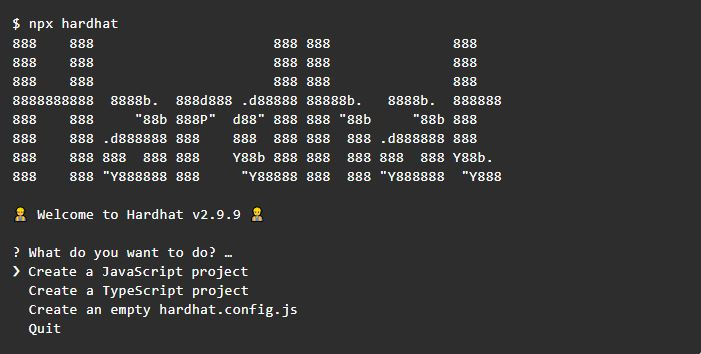 $ npx hardhat
888    888                      888 888               888
888    888                      888 888               888
888    888                      888 888               888
8888888888  8888b.  888d888 .d88888 88888b.   8888b.  888888
888    888     "88b 888P"  d88" 888 888 "88b     "88b 888
888    888 .d888888 888    888  888 888  888 .d888888 888
888    888 888  888 888    Y88b 888 888  888 888  888 Y88b.
888    888 "Y888888 888     "Y88888 888  888 "Y888888  "Y888
👷 Welcome to Hardhat v2.9.9 👷
? What do you want to do? …
❯ Create a JavaScript project
Create a TypeScript project
Create an empty hardhat.config.js
Quit